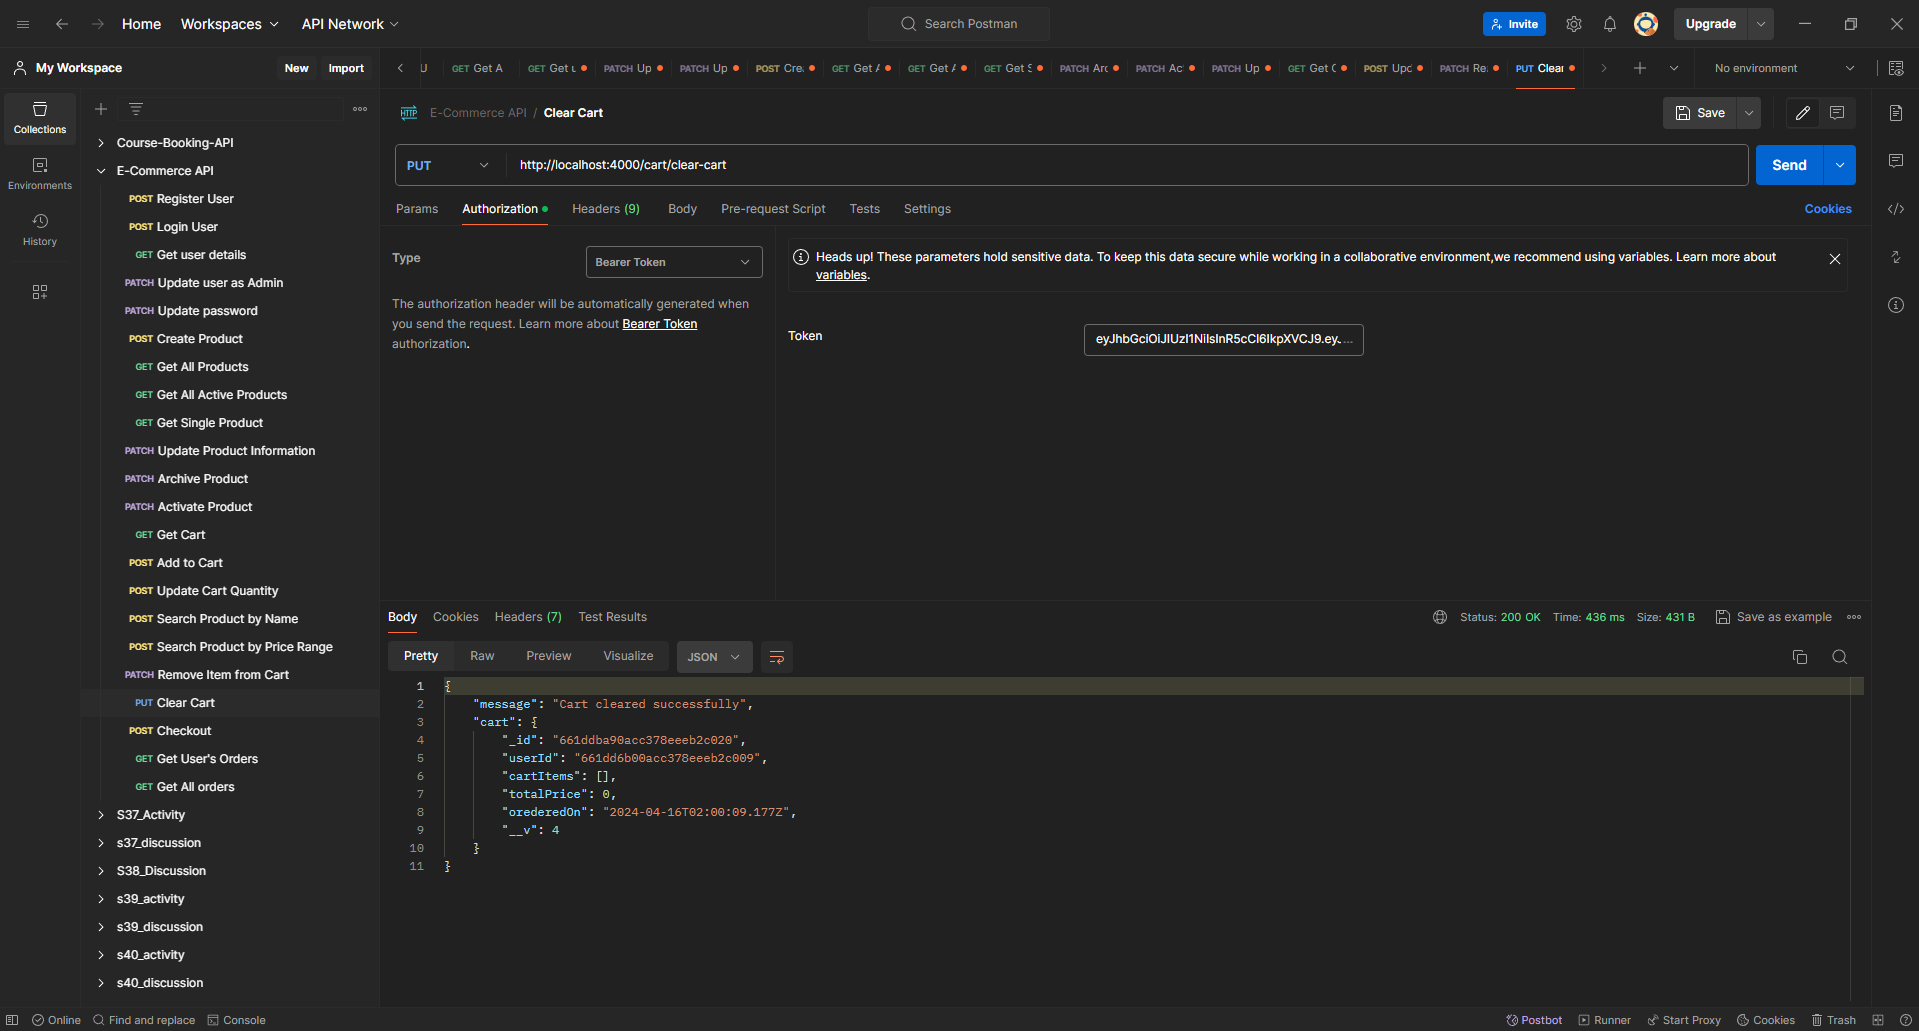 Home Workspaces API Network Search Postman Invite Upgrade
My Workspace New Import
U GET Get A GET Get u PATCH Up PATCH Up POST Cre GET Get A GET Get A GET Get S PATCH Arc PATCH Act PATCH Up GET Get C POST Upd PATCH Re PUT Clear No environment
Collections
Environments
History
Course-Booking-API
E-Commerce API
POST Register User
POST Login User
GET Get user details
PATCH Update user as Admin
PATCH Update password
POST Create Product
GET Get All Products
GET Get All Active Products
GET Get Single Product
PATCH Update Product Information
PATCH Archive Product
PATCH Activate Product
GET Get Cart
POST Add to Cart
POST Update Cart Quantity
POST Search Product by Name
POST Search Product by Price Range
PATCH Remove Item from Cart
PUT Clear Cart
POST Checkout
GET Get User's Orders
GET Get All orders
S37_Activity
s37_discussion
S38_Discussion
s39_activity
s39_discussion
s40_activity
s40_discussion
HTTP E-Commerce API / Clear Cart Save
PUT http://localhost:4000/cart/clear-cart Send
Params Authorization Headers (9) Body Pre-request Script Tests Settings Cookies
Type Bearer Token
The authorization header will be automatically generated when
you send the request. Learn more about Bearer Token
authorization.
Heads up! These parameters hold sensitive data. To keep this data secure while working in a collaborative environment,we recommend using variables. Learn more about
variables.
Token eyJhbGciOiJIUzI1NiIsInR5cCI6IkpXVCJ9.ey. ...
Body Cookies Headers (7) Test Results Status: 200 OK Time: 436 ms Size: 431 B Save as example
Pretty Raw Preview Visualize JSON
1 {
2 "message": "Cart cleared successfully",
3 "cart": {
4 "_id": "661ddba90acc378eeeb2c020",
5 "userId": "661dd6b00acc378eeeb2c009",
6 "cartItems": [],
7 "totalPrice": 0,
8 "orederedOn": "2024-04-16T02:00:09.177Z",
9 "__v": 4
10 }
11 }
Online Find and replace Console Postbot Runner Start Proxy Cookies Trash